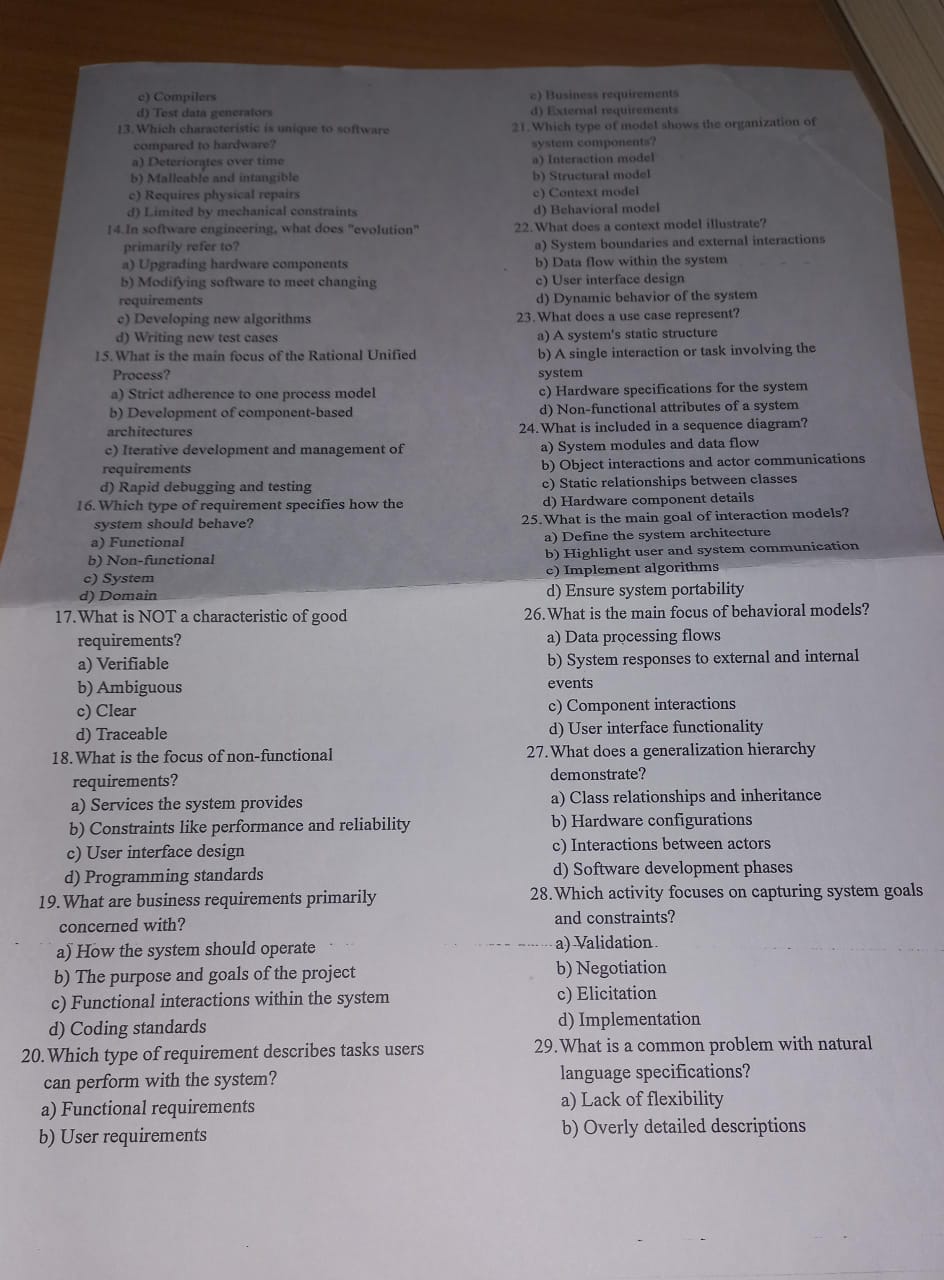 c) Compilers
d) Test data generators
13. Which characteristic is unique to software
compared to hardware?
a) Deteriorates over time
b) Malleable and intangible
c) Requires physical repairs
d) Limited by mechanical constraints
14. In software engineering, what does "evolution"
primarily refer to?
a) Upgrading hardware components
b) Modifying software to meet changing
requirements
c) Developing new algorithms
d) Writing new test cases
15. What is the main focus of the Rational Unified
Process?
a) Strict adherence to one process model
b) Development of component-based
architectures
c) Iterative development and management of
requirements
d) Rapid debugging and testing
16. Which type of requirement specifies how the
system should behave?
a) Functional
b) Non-functional
c) System
d) Domain
17. What is NOT a characteristic of good
requirements?
a) Verifiable
b) Ambiguous
c) Clear
d) Traceable
18. What is the focus of non-functional
requirements?
a) Services the system provides
b) Constraints like performance and reliability
c) User interface design
d) Programming standards
19. What are business requirements primarily
concerned with?
a) How the system should operate
b) The purpose and goals of the project
c) Functional interactions within the system
d) Coding standards
20. Which type of requirement describes tasks users
can perform with the system?
a) Functional requirements
b) User requirements
c) Business requirements
d) External requirements
21. Which type of model shows the organization of
system components?
a) Interaction model
b) Structural model
c) Context model
d) Behavioral model
22. What does a context model illustrate?
a) System boundaries and external interactions
b) Data flow within the system
c) User interface design
d) Dynamic behavior of the system
23. What does a use case represent?
a) A system's static structure
b) A single interaction or task involving the
system
c) Hardware specifications for the system
d) Non-functional attributes of a system
24. What is included in a sequence diagram?
a) System modules and data flow
b) Object interactions and actor communications
c) Static relationships between classes
d) Hardware component details
25. What is the main goal of interaction models?
a) Define the system architecture
b) Highlight user and system communication
c) Implement algorithms
d) Ensure system portability
26. What is the main focus of behavioral models?
a) Data processing flows
b) System responses to external and internal
events
c) Component interactions
d) User interface functionality
27. What does a generalization hierarchy
demonstrate?
a) Class relationships and inheritance
b) Hardware configurations
c) Interactions between actors
d) Software development phases
28. Which activity focuses on capturing system goals
and constraints?
a) Validation
b) Negotiation
c) Elicitation
d) Implementation
29. What is a common problem with natural
language specifications?
a) Lack of flexibility
b) Overly detailed descriptions